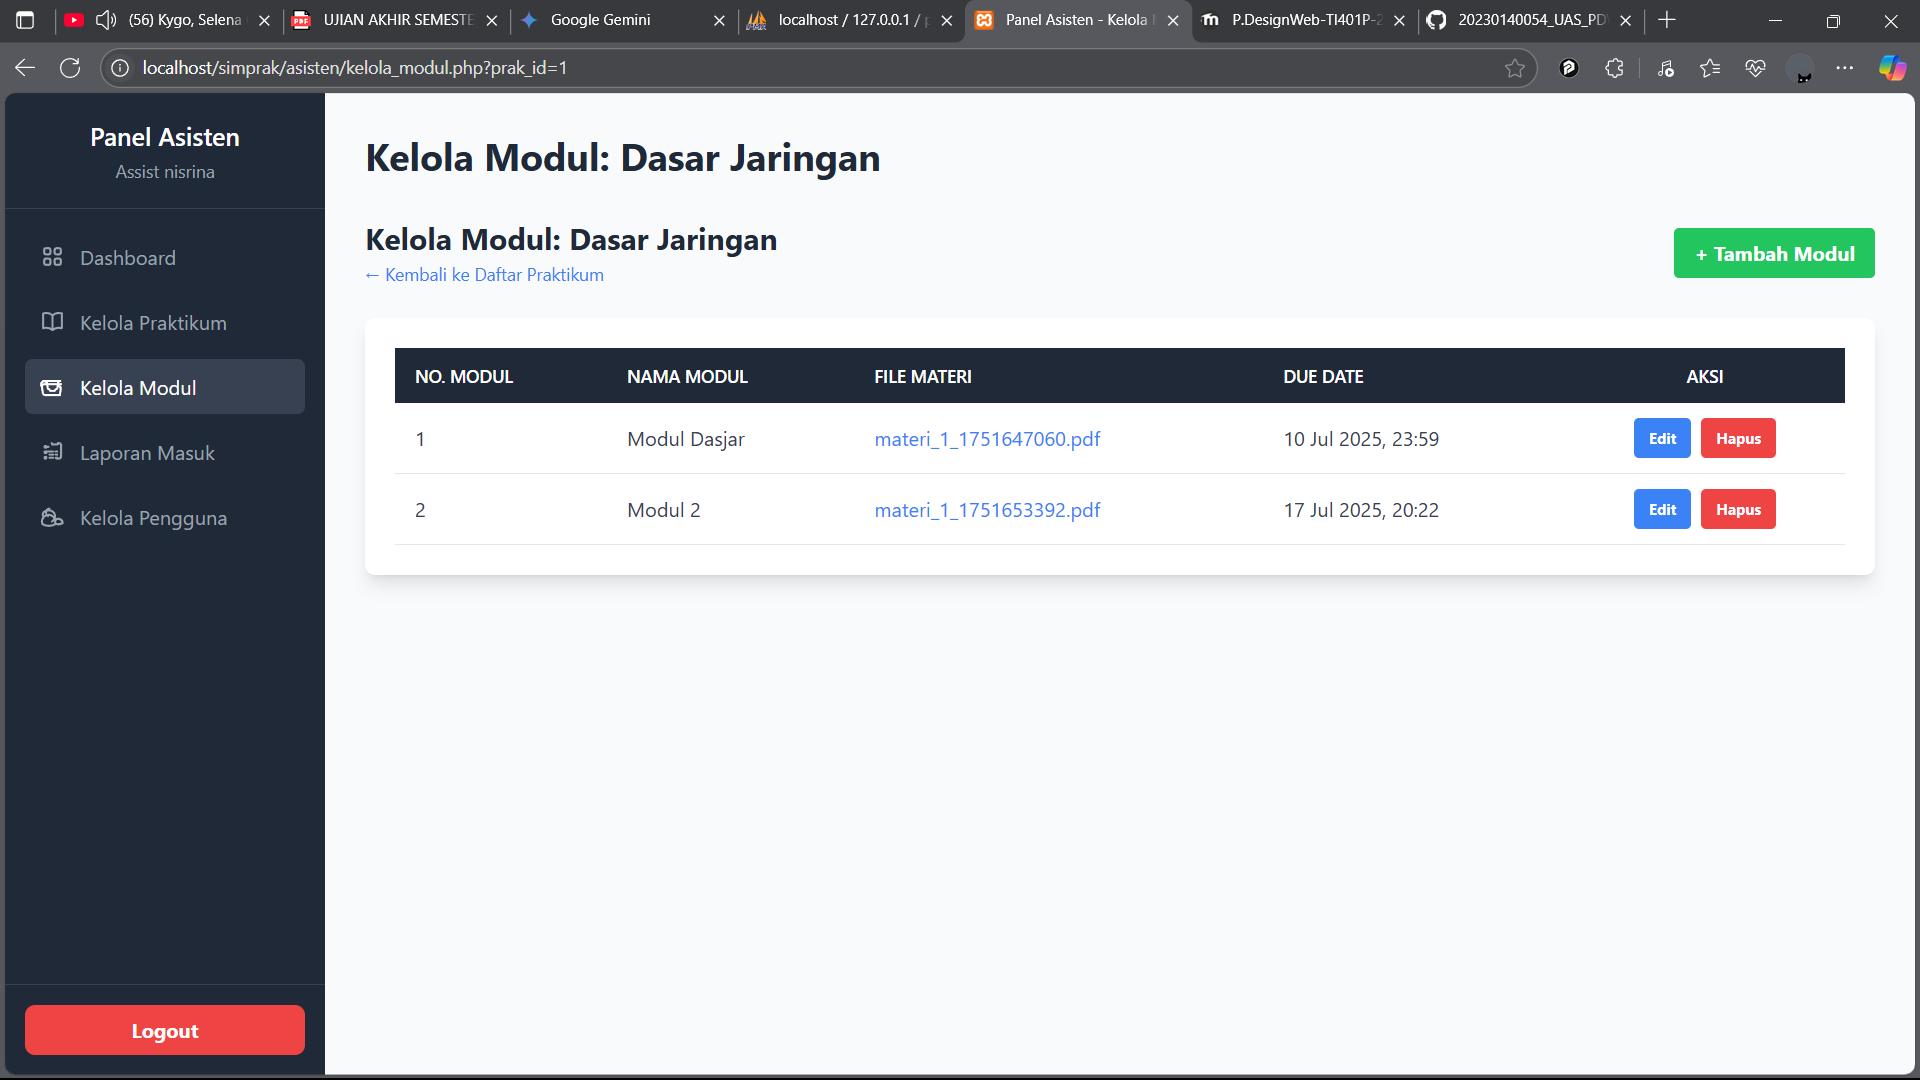 (56) Kygo, Selena
UJIAN AKHIR SEMESTE
Google Gemini
localhost / 127.0.0.1 / p
Panel Asisten - Kelola
P.DesignWeb-TI401P-2
20230140054_UAS_PD
localhost/simprak/asisten/kelola_modul.php?prak_id=1
Panel Asisten
Assist nisrina
Dashboard
Kelola Praktikum
Kelola Modul
Laporan Masuk
Kelola Pengguna
Logout
Kelola Modul: Dasar Jaringan
Kelola Modul: Dasar Jaringan
← Kembali ke Daftar Praktikum
+ Tambah Modul
NO. MODUL NAMA MODUL FILE MATERI DUE DATE AKSI
1 Modul Dasjar materi_1_1751647060.pdf 10 Jul 2025, 23:59 Edit Hapus
2 Modul 2 materi_1_1751653392.pdf 17 Jul 2025, 20:22 Edit Hapus